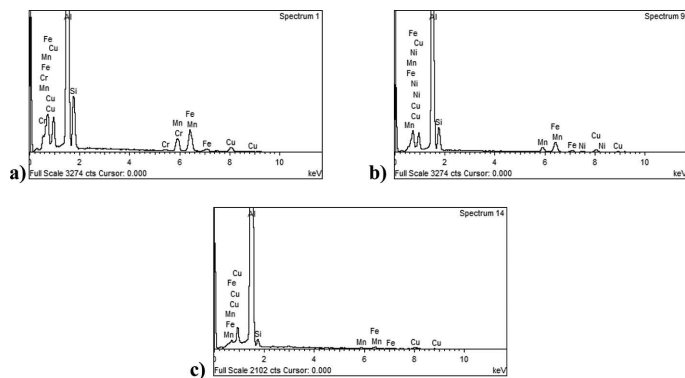 Spectrum 1
Al
Fe
Cu
Mn
Fe
Cr
Mn
Cu
Cu
Cr
Si
Cr
Mn
Cr
Fe
Mn
Fe
Cu
Cu
2 4 6 8 10
keV
Full Scale 3274 cts Cursor: 0.000
a)
Spectrum 9
Al
Fe
Cu
Ni
Mn
Fe
Ni
Ni
Cu
Cu
Mn
Si
Mn
Fe
Mn
Fe
Ni
Cu
Ni
Cu
2 4 6 8 10
keV
Full Scale 3274 cts Cursor: 0.000
b)
Spectrum 14
Al
Cu
Fe
Cu
Cu
Mn
Fe
Mn
Si
Mn
Fe
Mn
Fe
Cu
Cu
2 4 6 8 10
keV
Full Scale 2102 cts Cursor: 0.000
c)